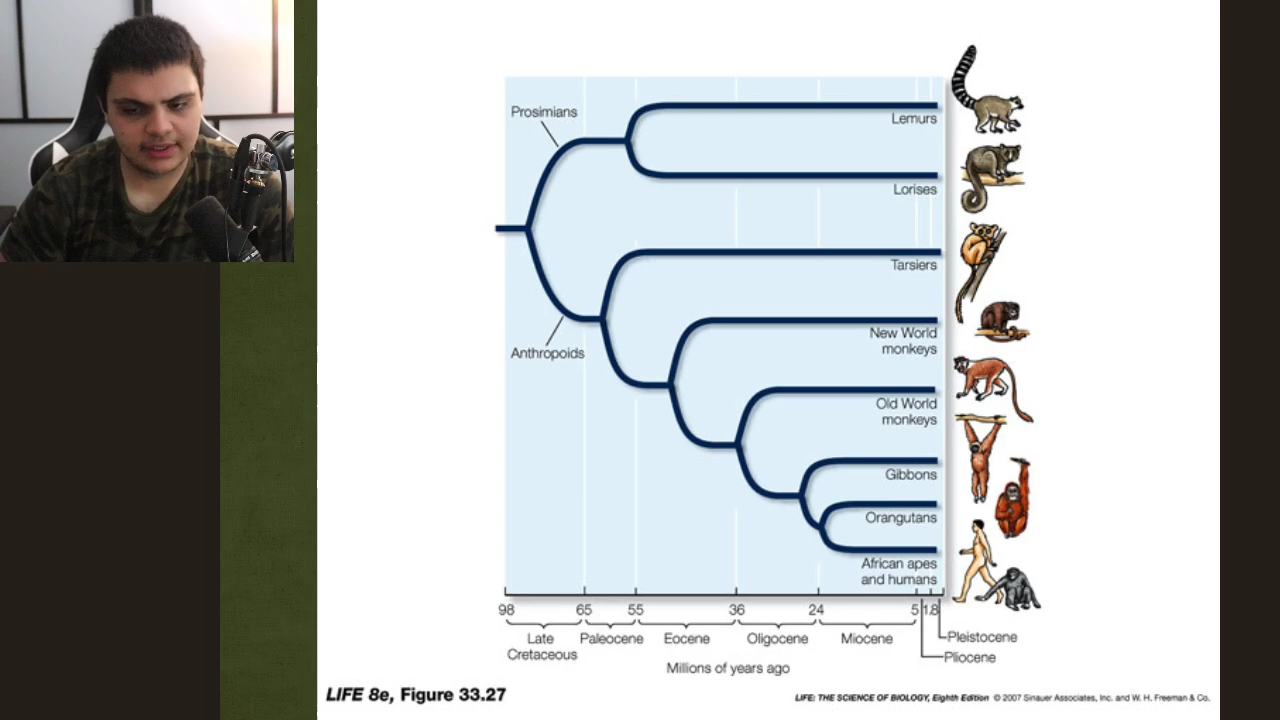 Prosimians
Lemurs
Lorises
Tarsiers
Anthropoids
New World
monkeys
Old World
monkeys
Gibbons
Orangutans
African apes
and humans
98 65 55 36 24 5 1.8
Late
Cretaceous
Paleocene
Eocene
Oligocene
Miocene
Pleistocene
Pliocene
Millions of years ago
LIFE 8e, Figure 33.27
LIFE: THE SCIENCE OF BIOLOGY, Eighth Edition © 2007 Sinauer Associates, Inc. and W. H. Freeman & Co.